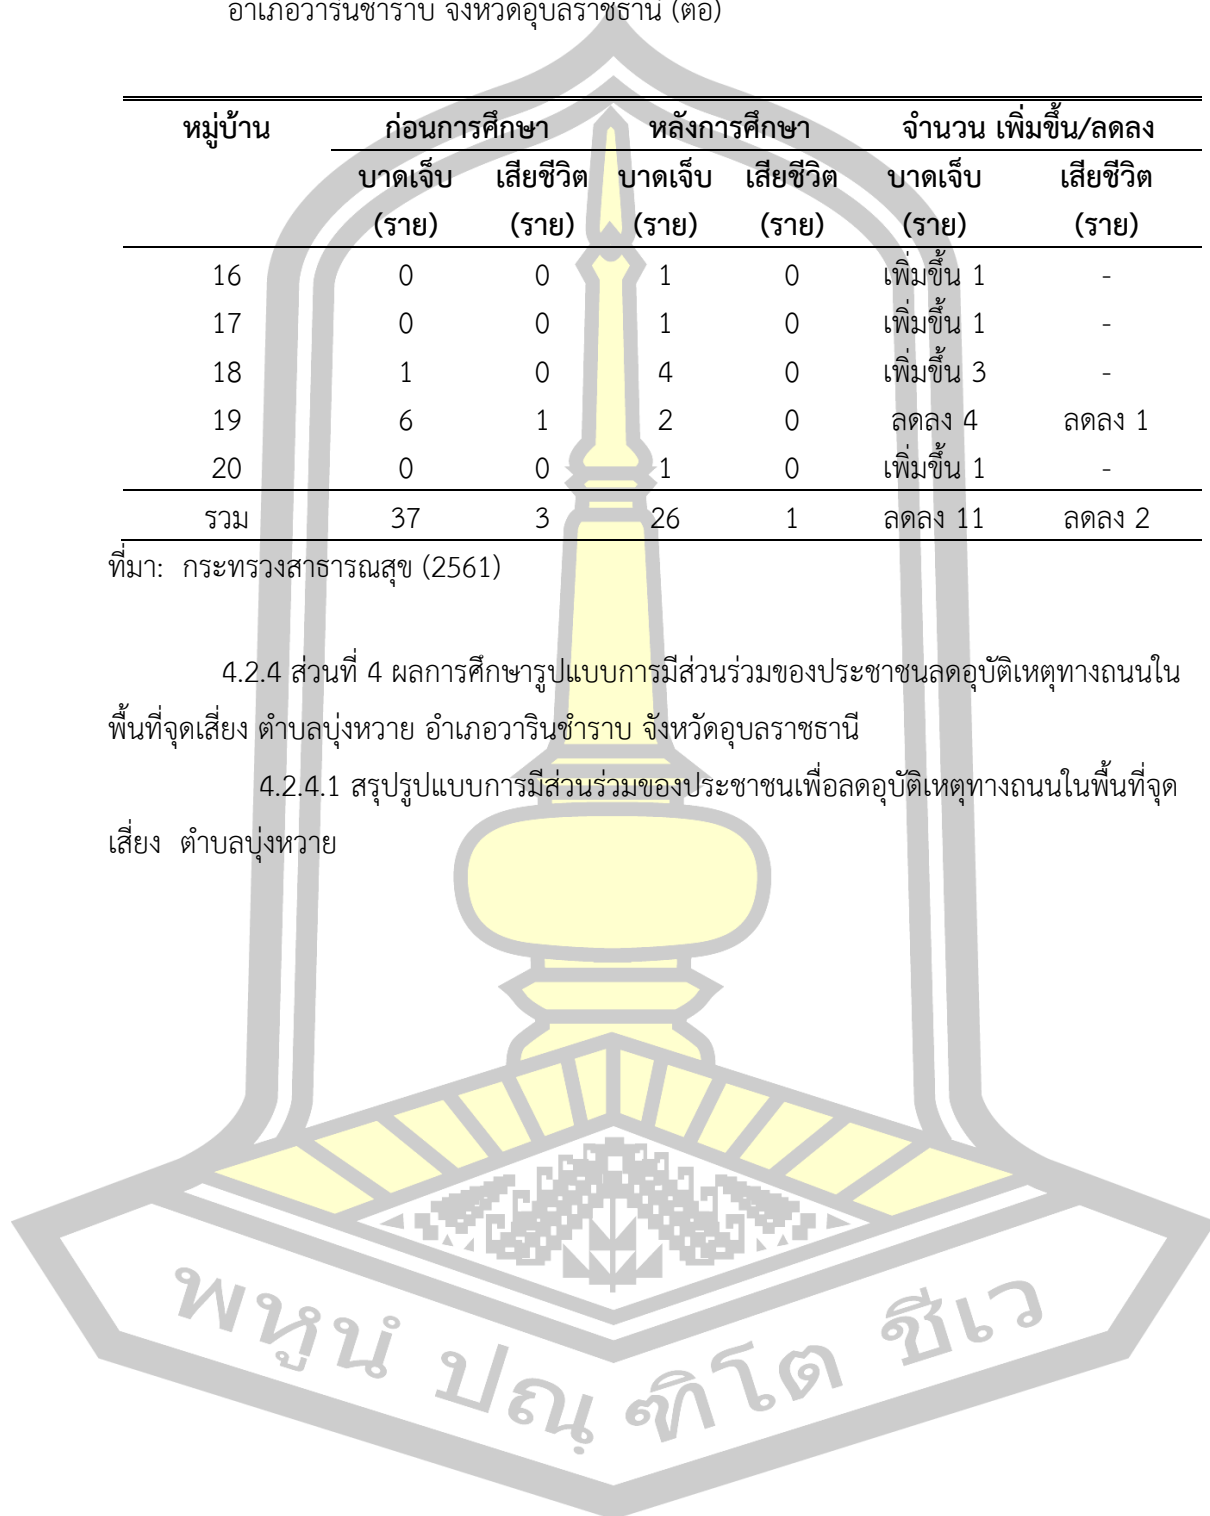 อำเภอวารินชำราบ จังหวัดอุบลราชธานี (ต่อ)
หมู่บ้าน ก่อนการศึกษา หลังการศึกษา จำนวน เพิ่มขึ้น/ลดลง
บาดเจ็บ เสียชีวิต บาดเจ็บ เสียชีวิต บาดเจ็บ เสียชีวิต
(ราย) (ราย) (ราย) (ราย) (ราย) (ราย)
16 0 0 1 0 เพิ่มขึ้น 1 -
17 0 0 1 0 เพิ่มขึ้น 1 -
18 1 0 4 0 เพิ่มขึ้น 3 -
19 6 1 2 0 ลดลง 4 ลดลง 1
20 0 0 1 0 เพิ่มขึ้น 1 -
รวม 37 3 26 1 ลดลง 11 ลดลง 2
ที่มา: กระทรวงสาธารณสุข (2561)
4.2.4 ส่วนที่ 4 ผลการศึกษารูปแบบการมีส่วนร่วมของประชาชนลดอุบัติเหตุทางถนนใน
พื้นที่จุดเสี่ยง ตำบลบุ่งหวาย อำเภอวารินชำราบ จังหวัดอุบลราชธานี
4.2.4.1 สรุปรูปแบบการมีส่วนร่วมของประชาชนเพื่อลดอุบัติเหตุทางถนนในพื้นที่จุด
เสี่ยง ตำบลบุ่งหวาย
พหูนํ ปณฺฑิโต ชีเว